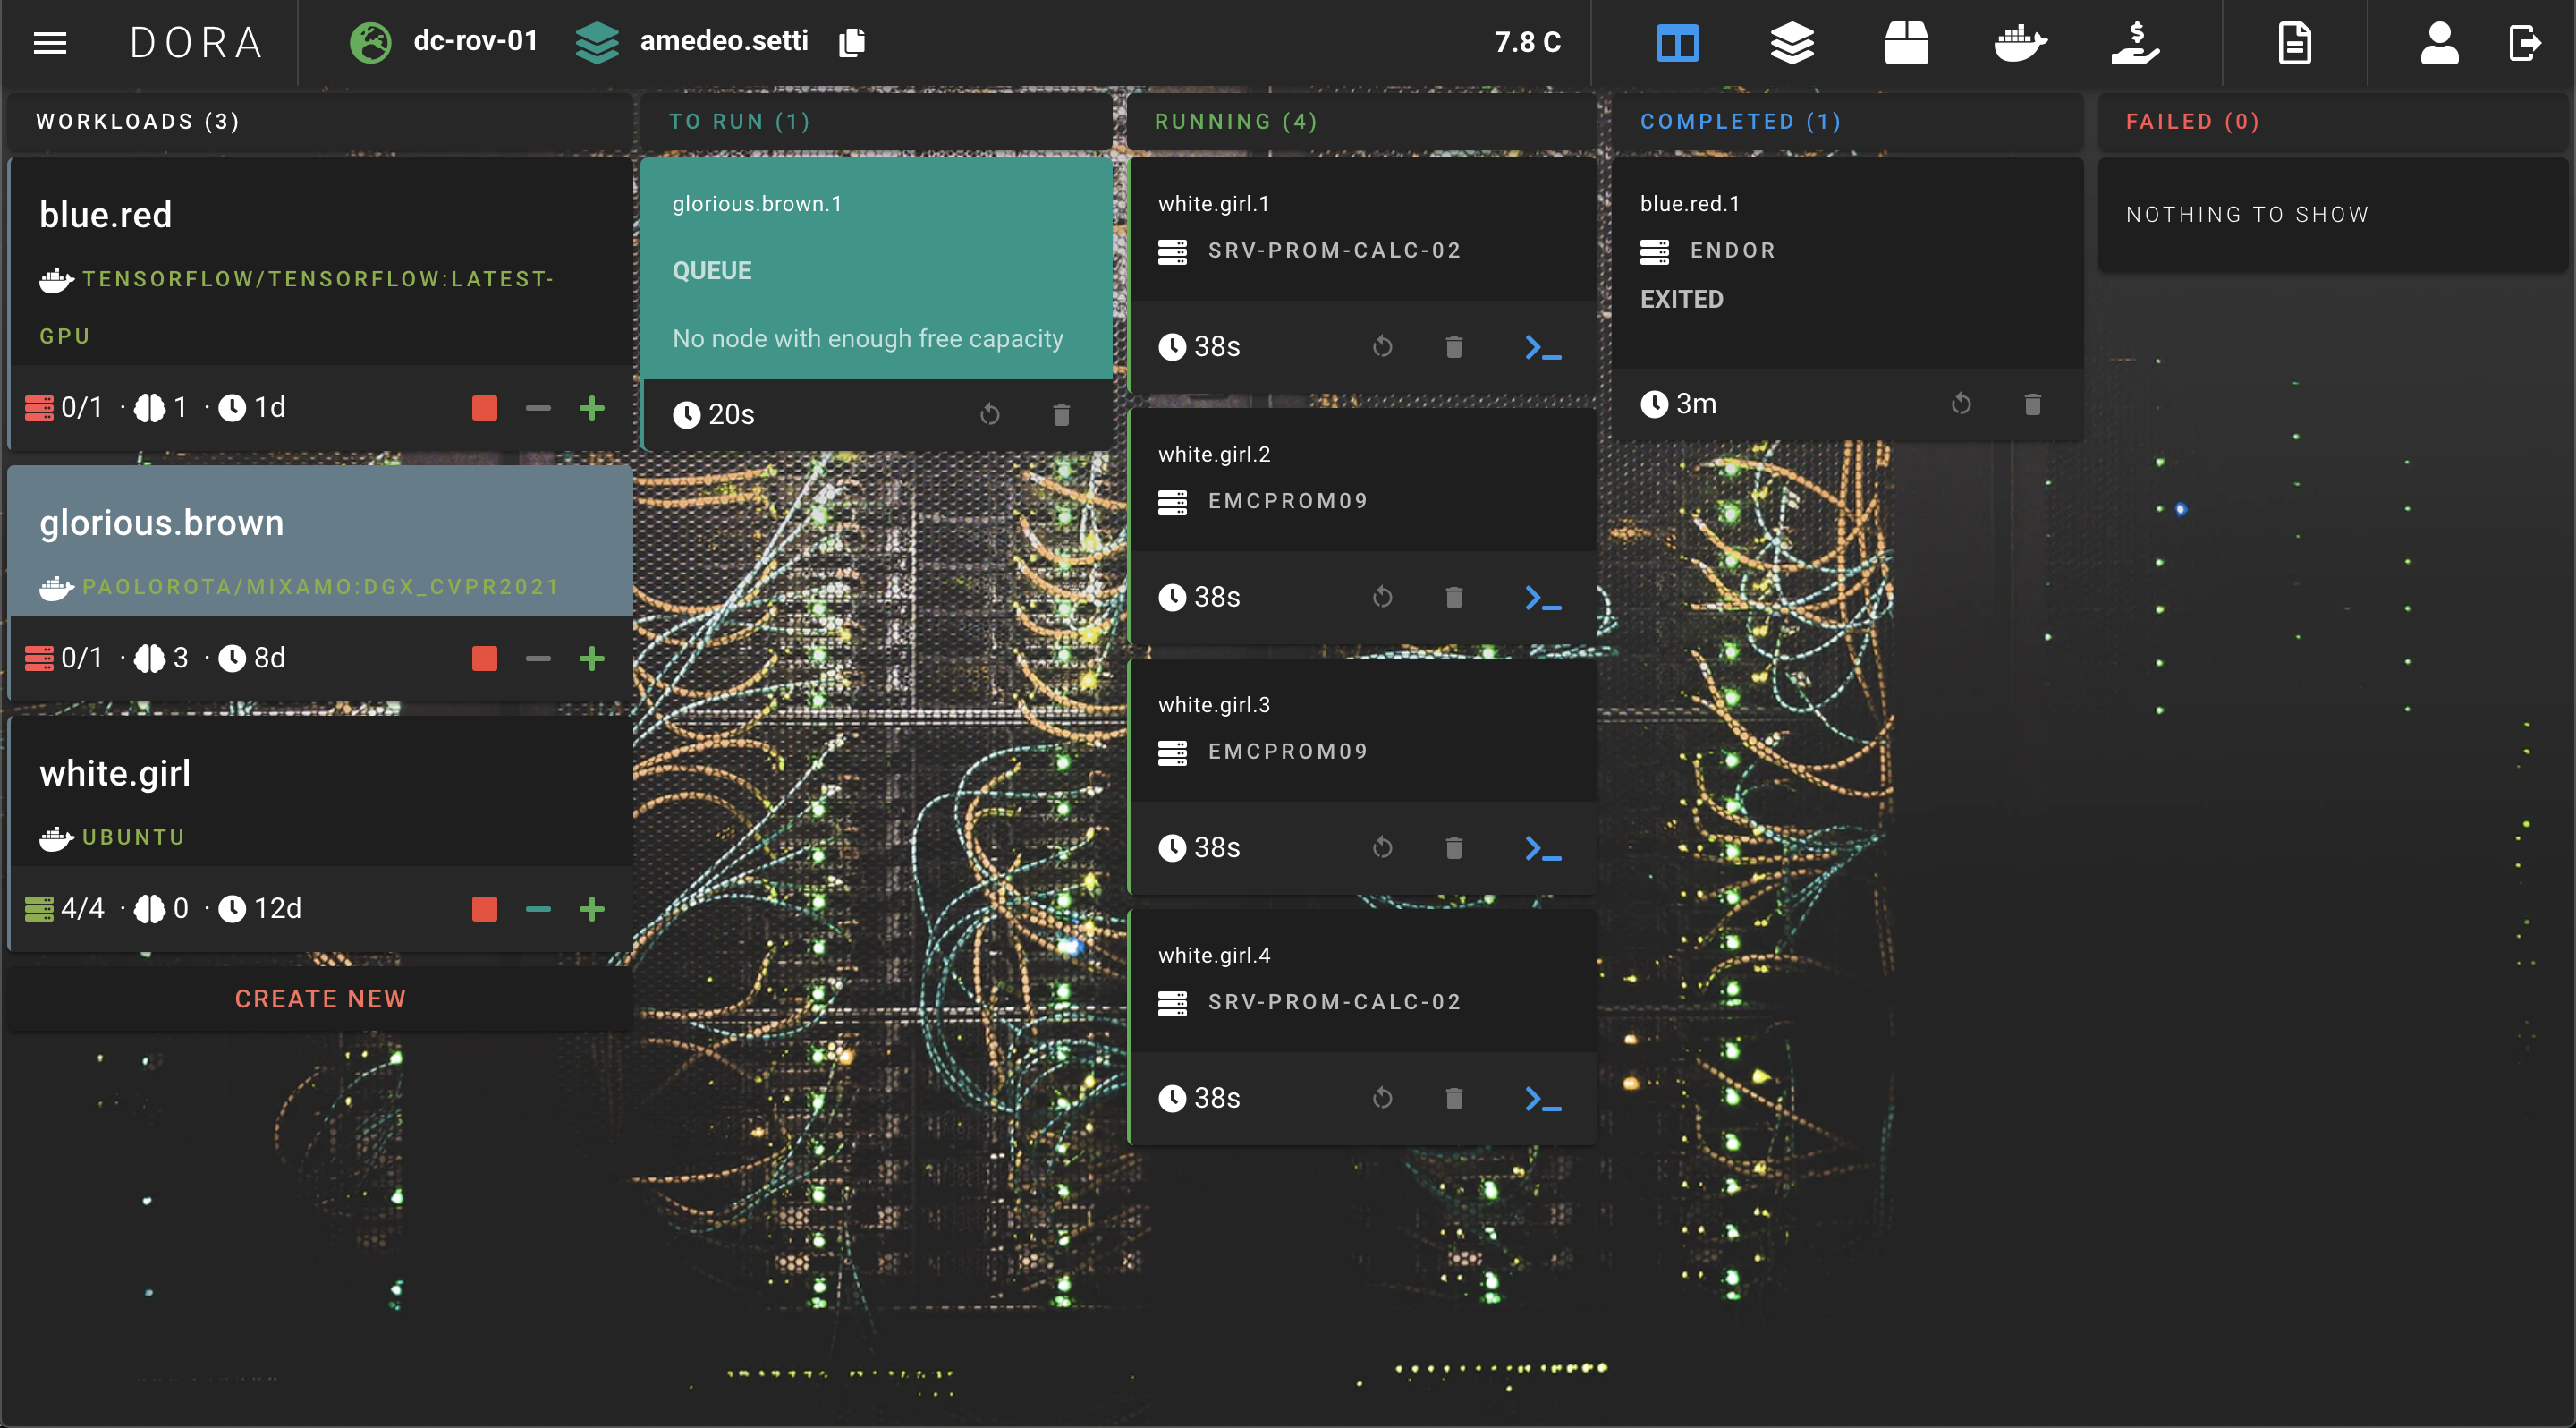 DORA
dc-rov-01
amedeo.setti
7.8 C
WORKLOADS (3)
blue.red
TENSORFLOW/TENSORFLOW:LATEST-
GPU
0/1 · 1 · 1d
glorious.brown
PAOLOROTA/MIXAMO:DGX_CVPR2021
0/1 · 3 · 8d
white.girl
UBUNTU
4/4 · 0 · 12d
CREATE NEW
TO RUN (1)
glorious.brown.1
QUEUE
No node with enough free capacity
20s
RUNNING (4)
white.girl.1
SRV-PROM-CALC-02
38s
white.girl.2
EMCPROM09
38s
white.girl.3
EMCPROM09
38s
white.girl.4
SRV-PROM-CALC-02
38s
COMPLETED (1)
blue.red.1
ENDOR
EXITED
3m
FAILED (0)
NOTHING TO SHOW